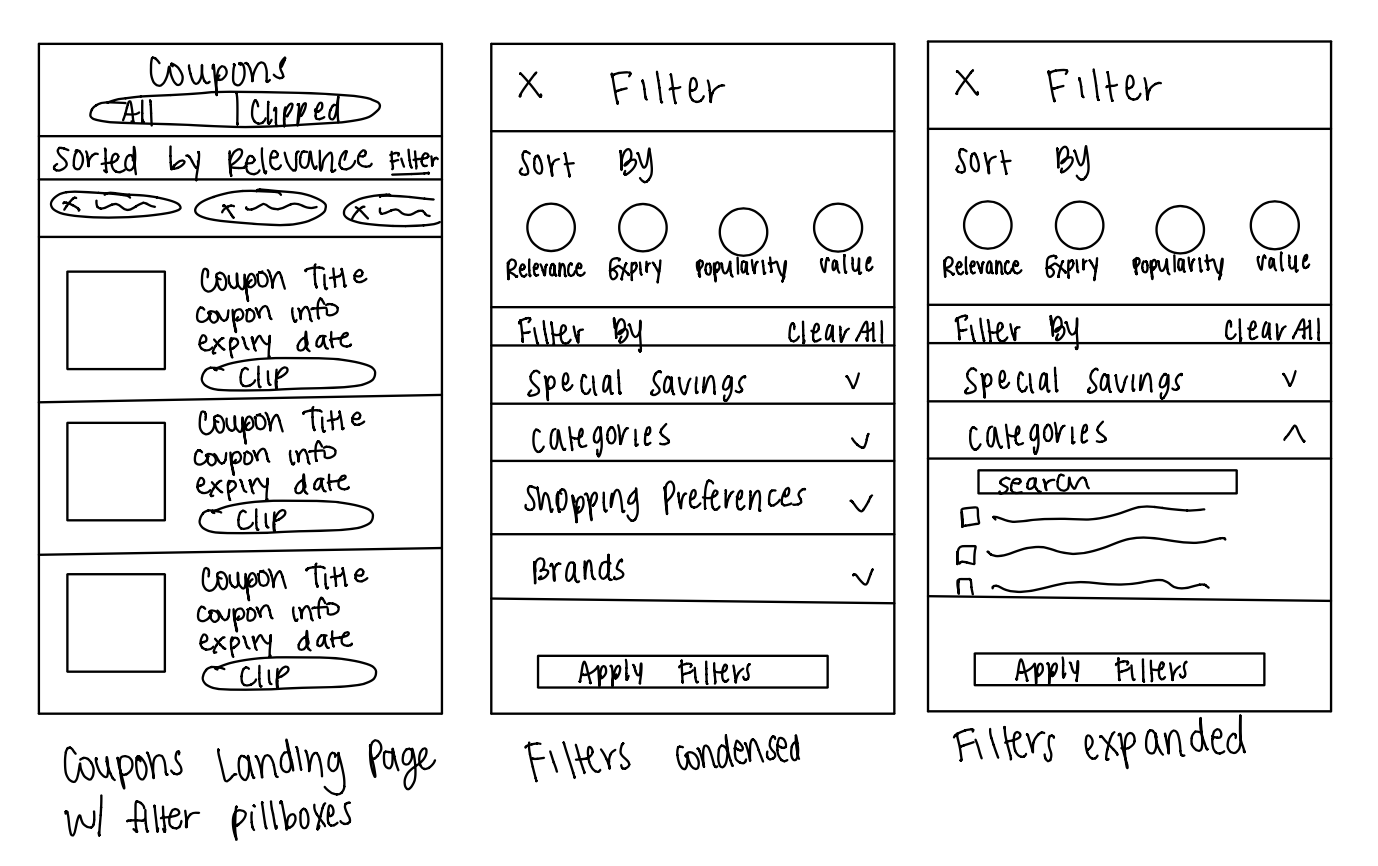 Coupons
All Clipped
Sorted by Relevance Filter
x x x
Coupon Title
coupon info
expiry date
Clip
Coupon Title
coupon info
expiry date
Clip
Coupon Title
coupon info
expiry date
Clip
Coupons Landing Page
w/ filter pillboxes
X Filter
Sort By
Relevance Expiry Popularity value
Filter By Clear All
Special Savings
Categories
Shopping Preferences
Brands
Apply Filters
Filters condensed
X Filter
Sort By
Relevance Expiry Popularity value
Filter By Clear All
Special Savings
Categories
search
Apply Filters
Filters expanded